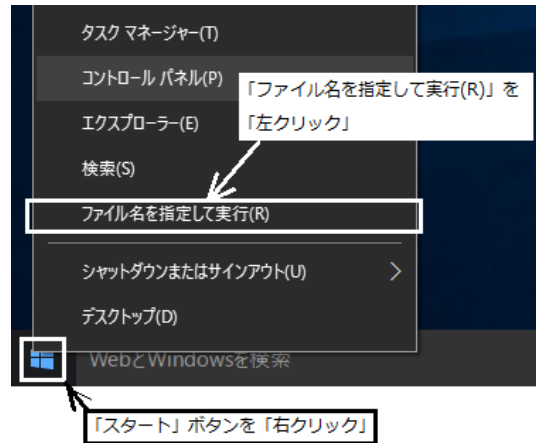 タスク マネージャー(T)
コントロール パネル(P)
「ファイル名を指定して実行(R)」を
「左クリック」
エクスプローラー(E)
検索(S)
ファイル名を指定して実行(R)
シャットダウンまたはサインアウト(U)
デスクトップ(D)
WebとWindowsを検索
「スタート」ボタンを「右クリック」